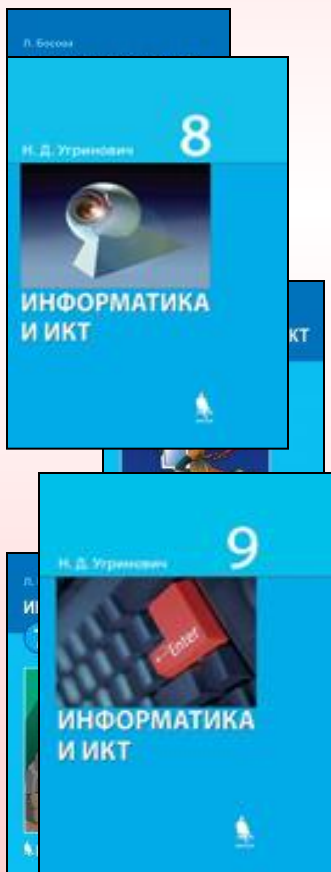 Л. Босова
Н. Д. Угринович
8
ИНФОРМАТИКА
И ИКТ
КТ
Н. Д. Угринович
9
Enter
ИНФОРМАТИКА
И ИКТ
Л.
И